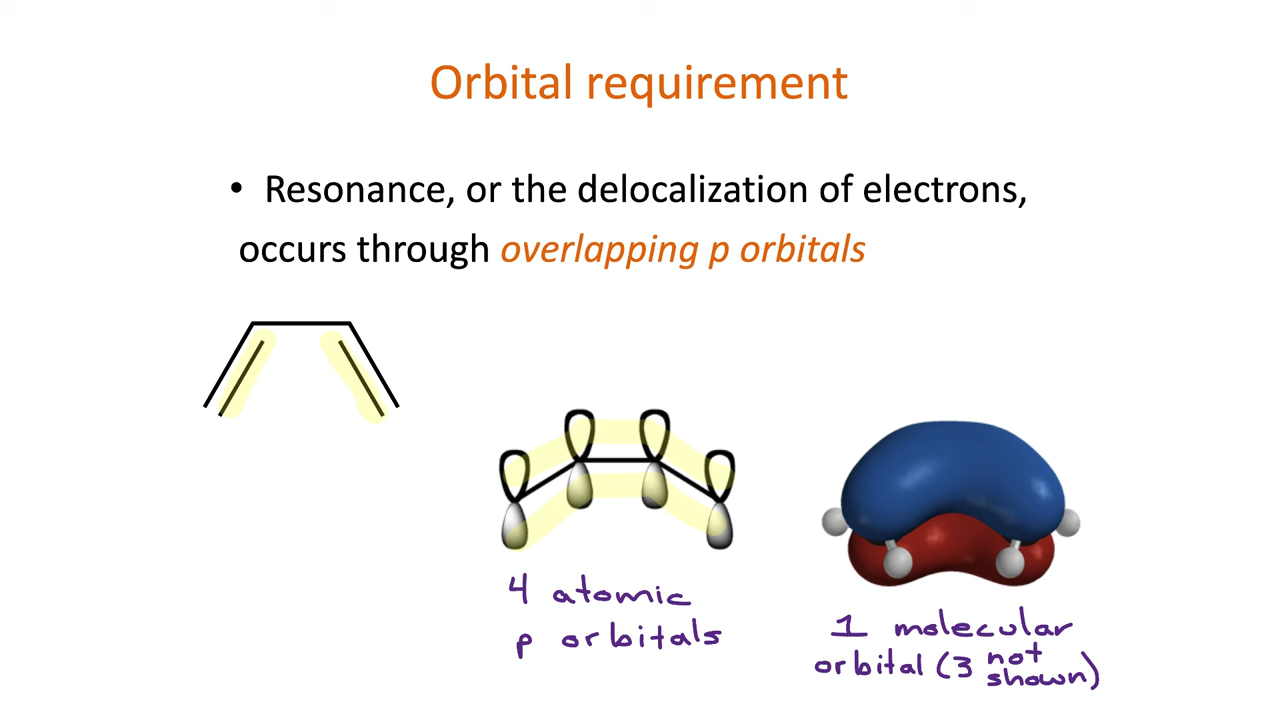 Orbital requirement
• Resonance, or the delocalization of electrons,
occurs through overlapping p orbitals
4 atomic
p orbitals
1 molecular
orbital (3 not
shown)